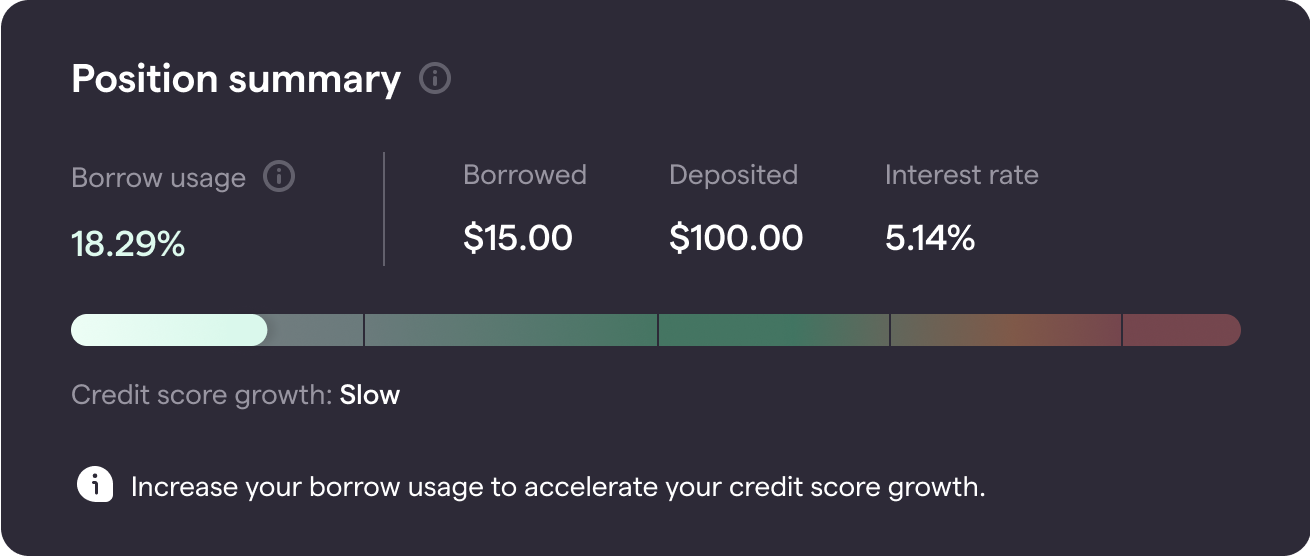 Position summary
Borrow usage
18.29%
Borrowed
$15.00
Deposited
$100.00
Interest rate
5.14%
Credit score growth: Slow
Increase your borrow usage to accelerate your credit score growth.